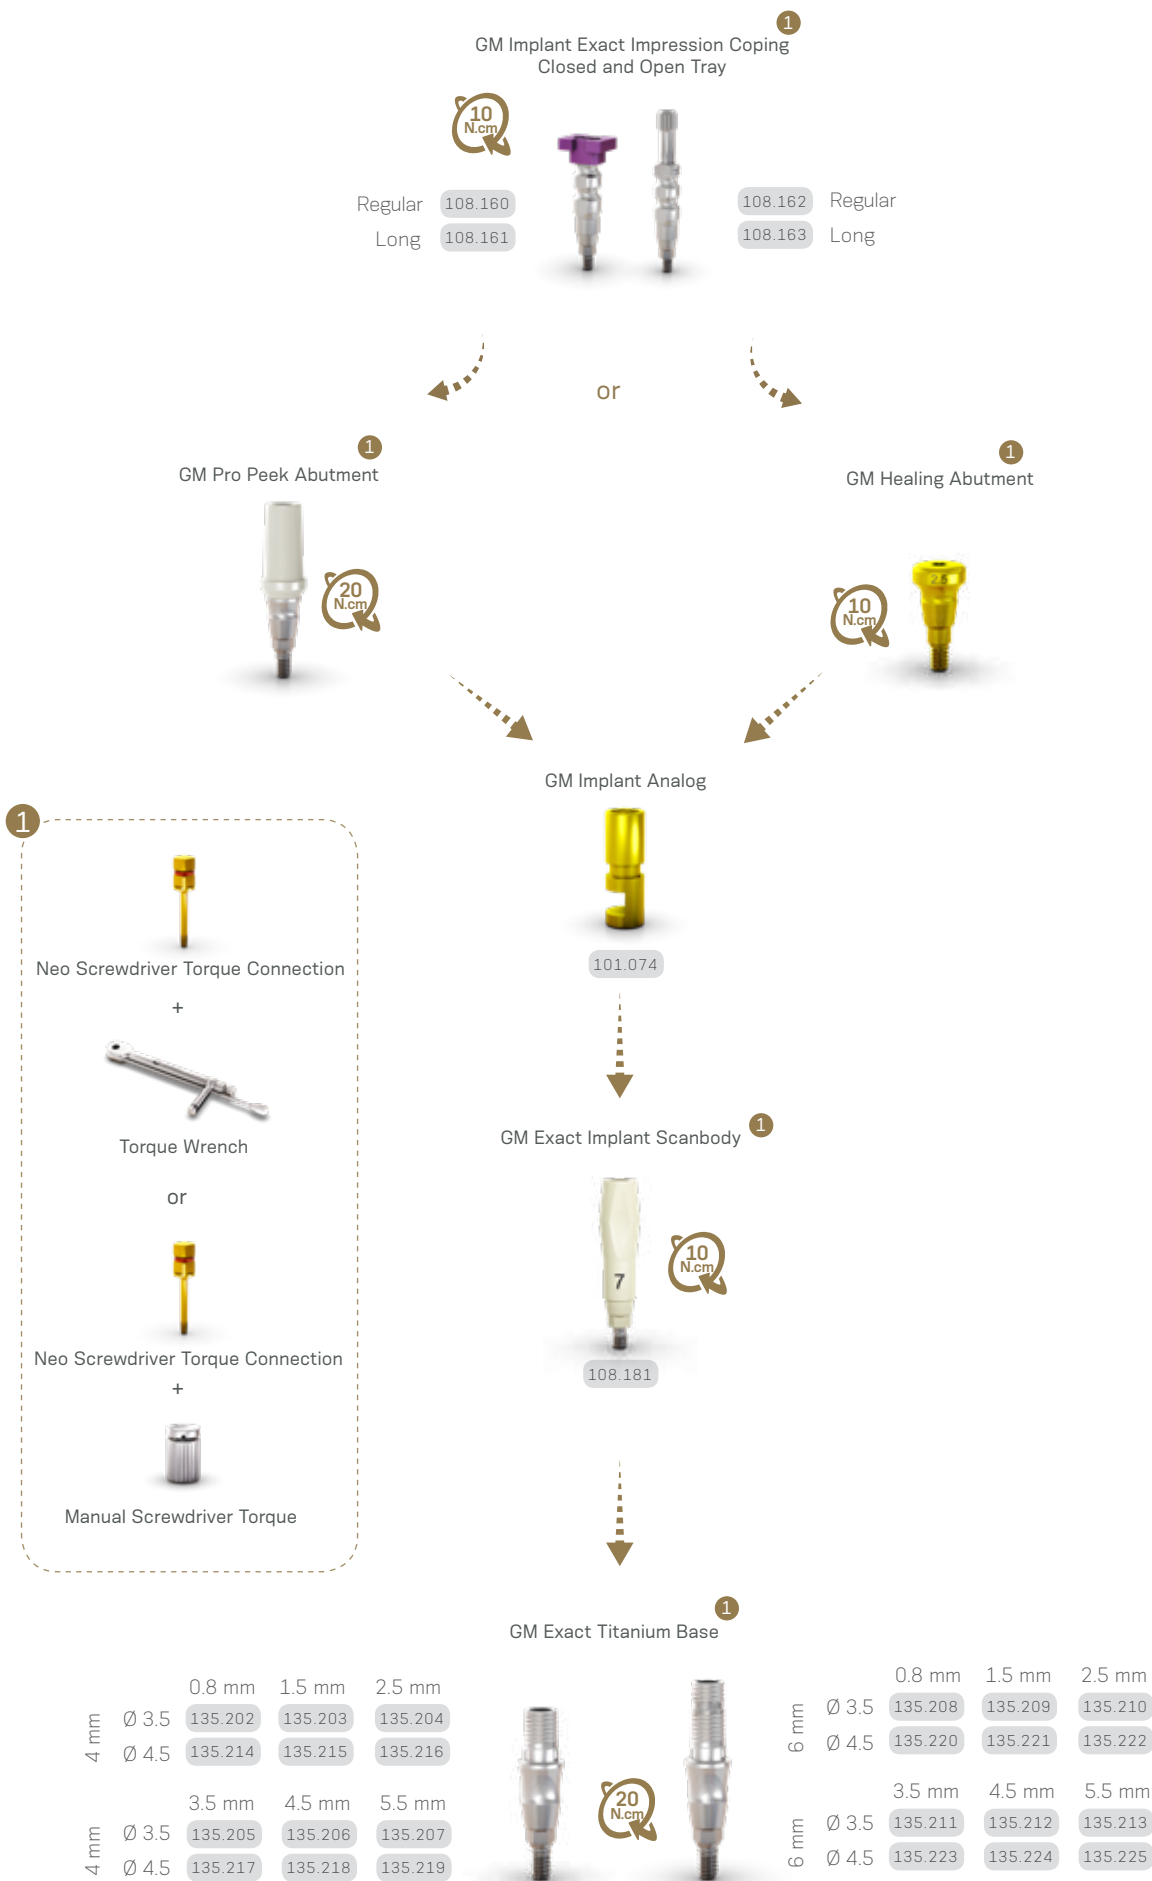 1
GM Implant Exact Impression Coping
Closed and Open Tray
10
N.cm
Regular 108.160
Long 108.161
108.162 Regular
108.163 Long
or
1
GM Pro Peek Abutment
20
N.cm
1
GM Healing Abutment
10
N.cm
2.5
GM Implant Analog
101.074
1
Neo Screwdriver Torque Connection
+
Torque Wrench
or
Neo Screwdriver Torque Connection
+
Manual Screwdriver Torque
GM Exact Implant Scanbody 1
7
10
N.cm
108.181
1
GM Exact Titanium Base
0.8 mm 1.5 mm 2.5 mm
4 mm
Ø 3.5 135.202 135.203 135.204
Ø 4.5 135.214 135.215 135.216
3.5 mm 4.5 mm 5.5 mm
4 mm
Ø 3.5 135.205 135.206 135.207
Ø 4.5 135.217 135.218 135.219
20
N.cm
0.8 mm 1.5 mm 2.5 mm
6 mm
Ø 3.5 135.208 135.209 135.210
Ø 4.5 135.220 135.221 135.222
3.5 mm 4.5 mm 5.5 mm
6 mm
Ø 3.5 135.211 135.212 135.213
Ø 4.5 135.223 135.224 135.225